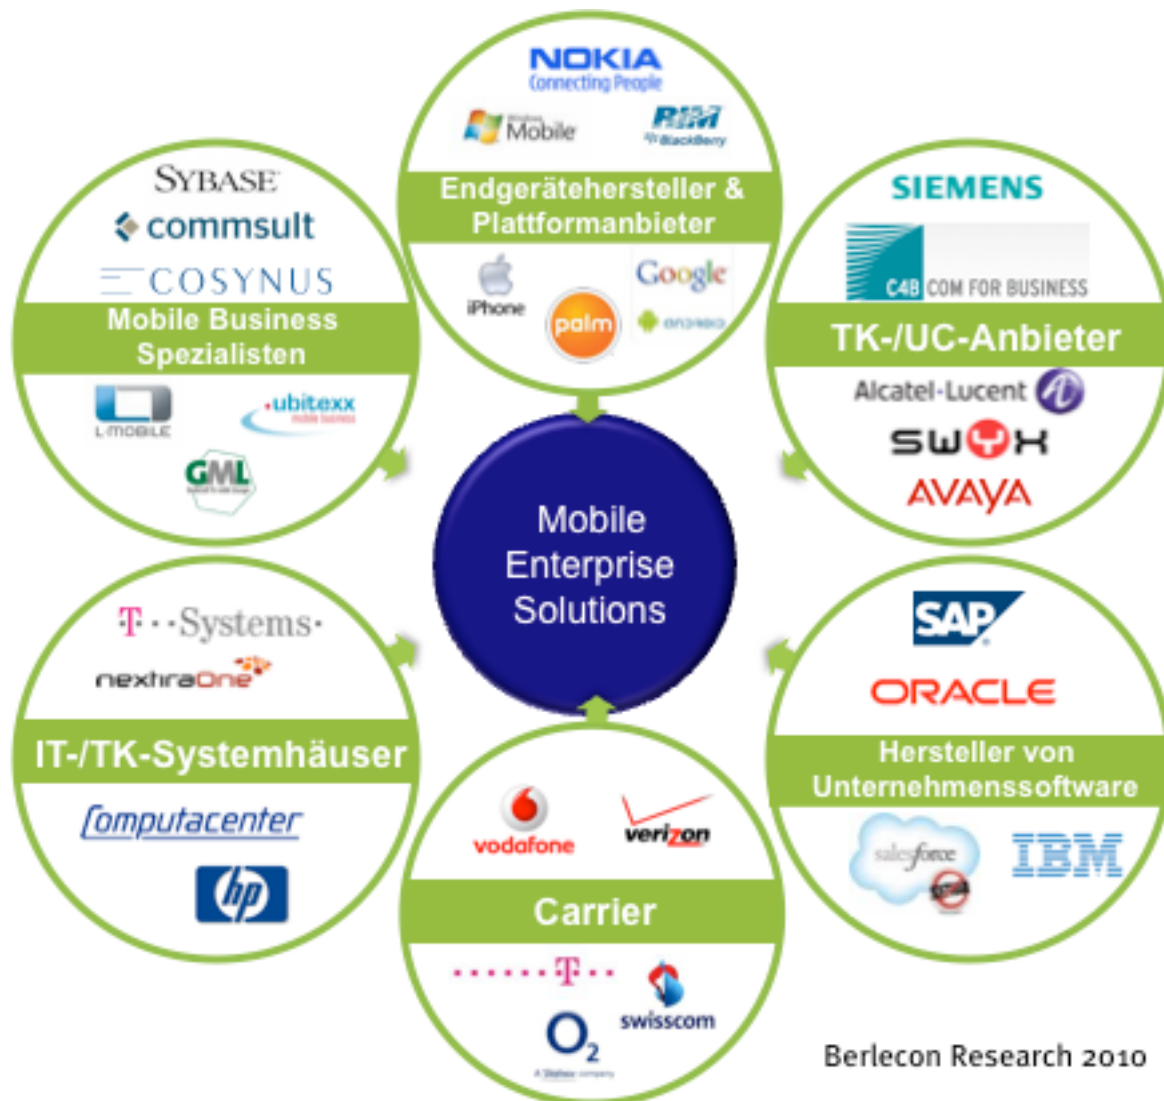 NOKIA
Connecting People
Windows
Mobile
RIM
BlackBerry
Endgerätehersteller &
Plattformanbieter
iPhone
palm
Google
ANDROID
SYBASE
commsult
COSYNUS
Mobile Business
Spezialisten
L-MOBILE
ubitexx
mobile business
GML
SIEMENS
C4B COM FOR BUSINESS
TK-/UC-Anbieter
Alcatel-Lucent
swyx
AVAYA
Mobile
Enterprise
Solutions
T··Systems·
nextiraOne
IT-/TK-Systemhäuser
Computacenter
hp
SAP
ORACLE
Hersteller von
Unternehmenssoftware
salesforce
IBM
vodafone
verizon
Carrier
T
swisscom
O2
Berlecon Research 2010